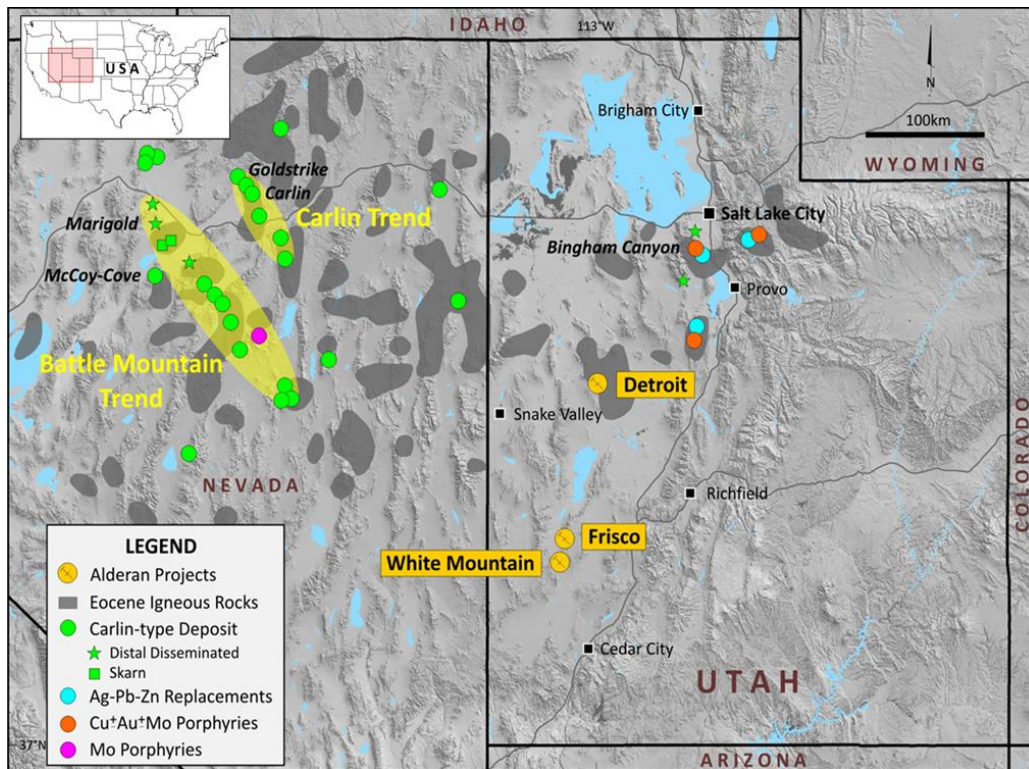 IDAHO
113°W
USA
N
100km
WYOMING
Brigham City
Goldstrike
Carlin
Carlin Trend
Marigold
Salt Lake City
Bingham Canyon
McCoy-Cove
Provo
Battle Mountain
Trend
Detroit
Snake Valley
COLORADO
NEVADA
Richfield
Frisco
White Mountain
LEGEND
Alderan Projects
Eocene Igneous Rocks
Carlin-type Deposit
Distal Disseminated
Skarn
Ag-Pb-Zn Replacements
Cu⁺Au⁺Mo Porphyries
Mo Porphyries
Cedar City
UTAH
37°N
ARIZONA